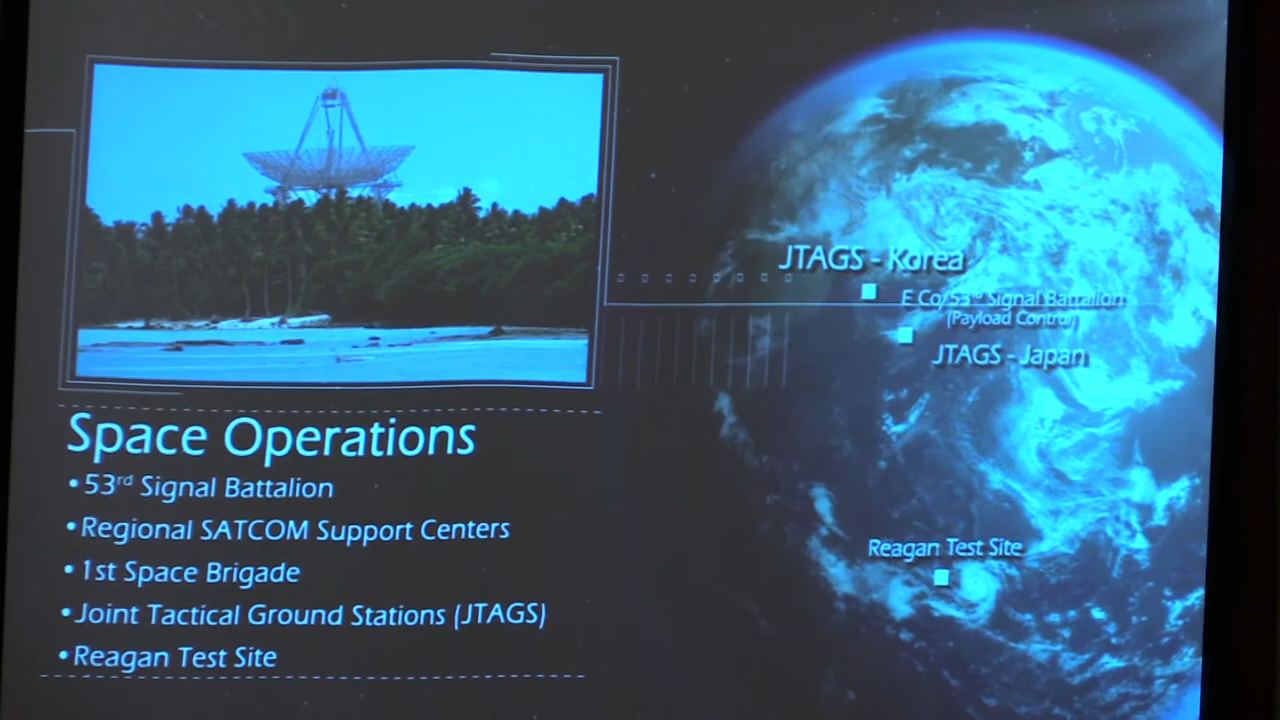 JTAGS - Korea
E Co/53rd Signal Battalion
(Payload Control)
JTAGS - Japan
Space Operations
• 53rd Signal Battalion
• Regional SATCOM Support Centers
• 1st Space Brigade
• Joint Tactical Ground Stations (JTAGS)
• Reagan Test Site
Reagan Test Site